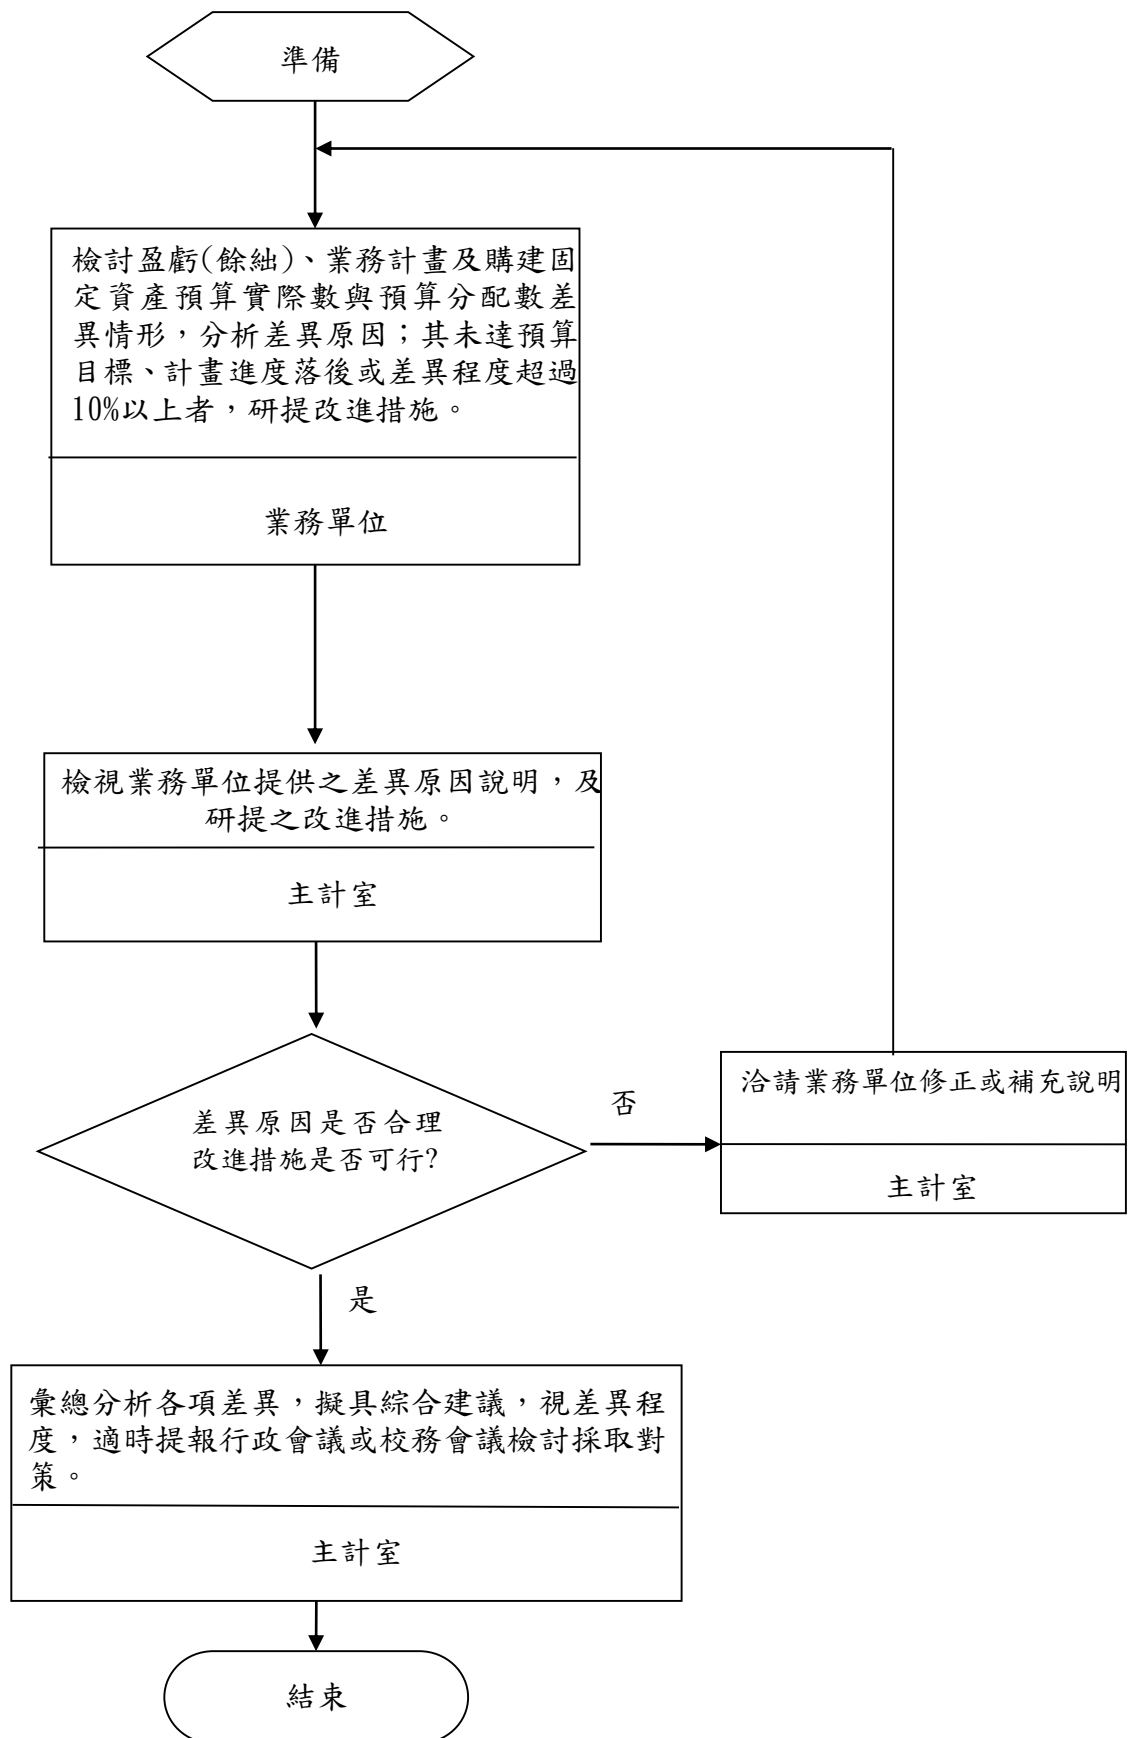 準備
檢討盈虧(餘絀)、業務計畫及購建固
定資產預算實際數與預算分配數差
異情形，分析差異原因；其未達預算
目標、計畫進度落後或差異程度超過
10%以上者，研提改進措施。
業務單位
檢視業務單位提供之差異原因說明，及
研提之改進措施。
主計室
差異原因是否合理
改進措施是否可行?
否
洽請業務單位修正或補充說明
主計室
是
彙總分析各項差異，擬具綜合建議，視差異程
度，適時提報行政會議或校務會議檢討採取對
策。
主計室
結束